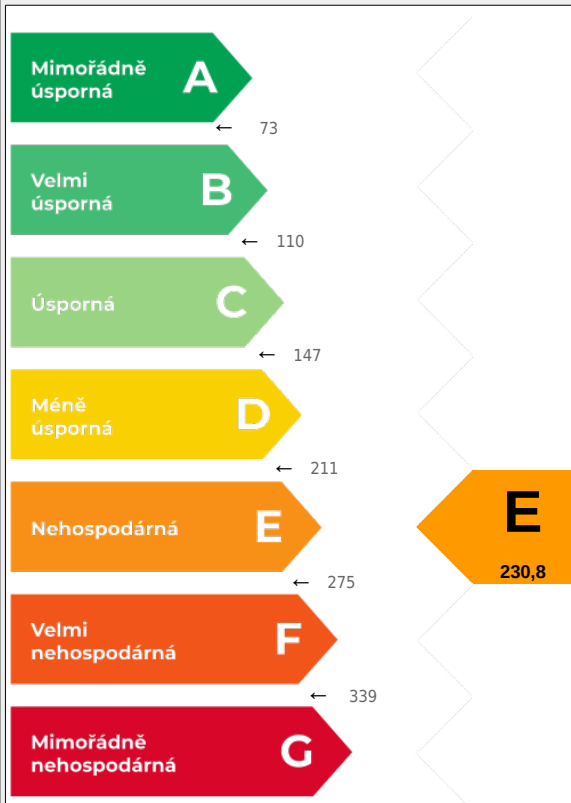 Mimořádně
úsporná
A
← 73
Velmi
úsporná
B
← 110
Úsporná
C
← 147
Méně
úsporná
D
← 211
Nehospodárná
E
E
230,8
← 275
Velmi
nehospodárná
F
← 339
Mimořádně
nehospodárná
G